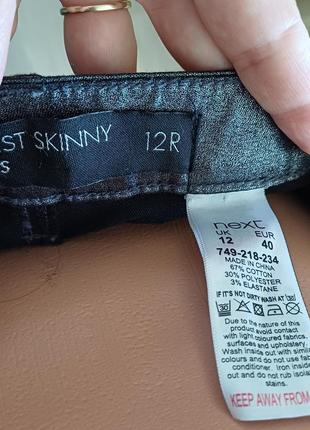 SKINNY
12R
S
next
UK EUR
12 40
749-218-234
MADE IN CHINA
67% COTTON
30% POLYESTER
3% ELASTANE
IF IT'S NOT DIRTY WASH AT 30
Due to the nature of this
product avoid contact
with light coloured fabrics,
surfaces and upholstery.
Wash inside out with similar
colours and do not use fabric
conditioner. Iron inside
out and do not rub isolated
stains.
KEEP AWAY FROM